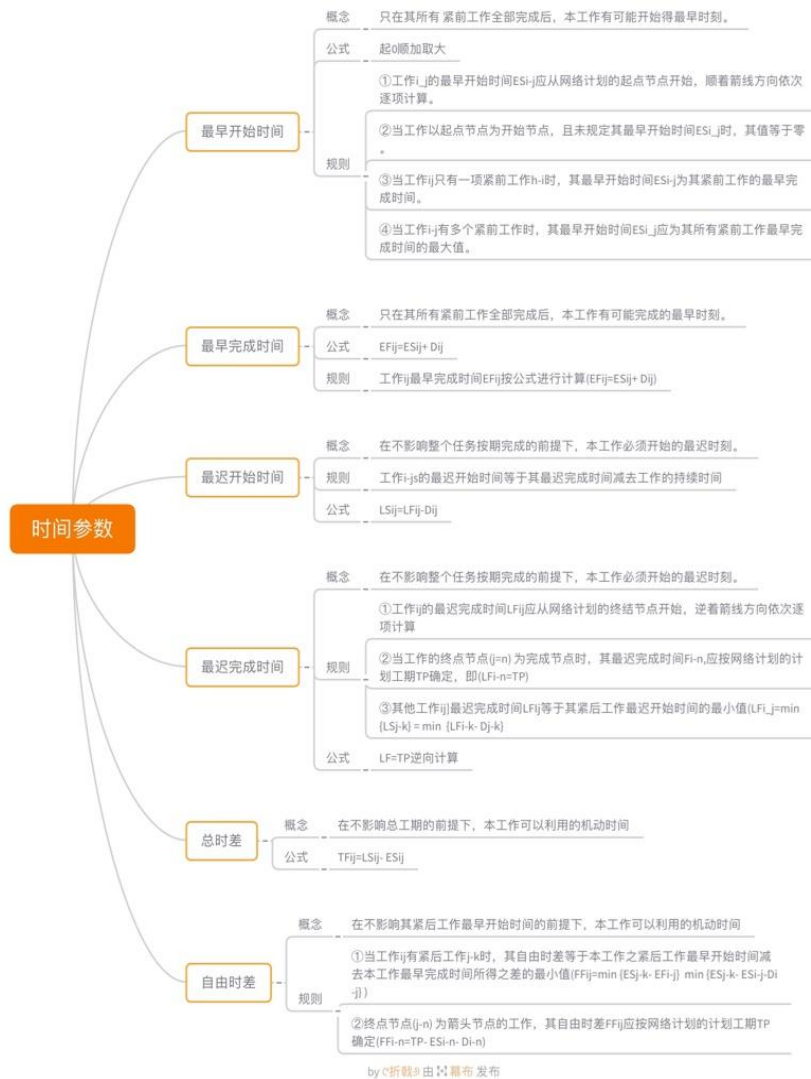 时间参数
最早开始时间
概念
只在其所有 紧前工作全部完成后，本工作有可能开始得最早时刻。
公式
起0顺加取大
规则
①工作i_j的最早开始时间ESi-j应从网络计划的起点节点开始，顺着箭线方向依次
逐项计算。
②当工作以起点节点为开始节点，且未规定其最早开始时间ESi_j时，其值等于零
。
③当工作ij只有一项紧前工作h-i时，其最早开始时间ESi-j为其紧前工作的最早完
成时间。
④当工作i-j有多个紧前工作时，其最早开始时间ESi_j应为其所有紧前工作最早完
成时间的最大值。
最早完成时间
概念
只在其所有紧前工作全部完成后，本工作有可能完成的最早时刻。
公式
EFij=ESij+ Dij
规则
工作ij最早完成时间EFij按公式进行计算(EFij=ESij+ Dij)
最迟开始时间
概念
在不影响整个任务按期完成的前提下，本工作必须开始的最迟时刻。
规则
工作i-js的最迟开始时间等于其最迟完成时间减去工作的持续时间
公式
LSij=LFij-Dij
最迟完成时间
概念
在不影响整个任务按期完成的前提下，本工作必须开始的最迟时刻。
规则
①工作ij的最迟完成时间LFij应从网络计划的终结节点开始，逆着箭线方向依次逐
项计算
②当工作的终点节点(j=n) 为完成节点时，其最迟完成时间Fi-n,应按网络计划的计
划工期TP确定，即(LFi-n=TP)
③其他工作ij|最迟完成时间LFIj等于其紧后工作最迟开始时间的最小值(LFi_j=min
{LSj-k} = min {LFi-k- Dj-k}
公式
LF=TP逆向计算
总时差
概念
在不影响总工期的前提下，本工作可以利用的机动时间
公式
TFij=LSij- ESij
自由时差
概念
在不影响其紧后工作最早开始时间的前提下，本工作可以利用的机动时间
规则
①当工作ij有紧后工作j-k时，其自由时差等于本工作之紧后工作最早开始时间减
去本工作最早完成时间所得之差的最小值(FFij=min {ESj-k- EFi-j} min {ESj-k- ESi-j-Di
-j} )
②终点节点(j-n) 为箭头节点的工作，其自由时差FFij应按网络计划的计划工期TP
确定(FFi-n=TP- ESi-n- Di-n)
by 折戟 由 幕布 发布